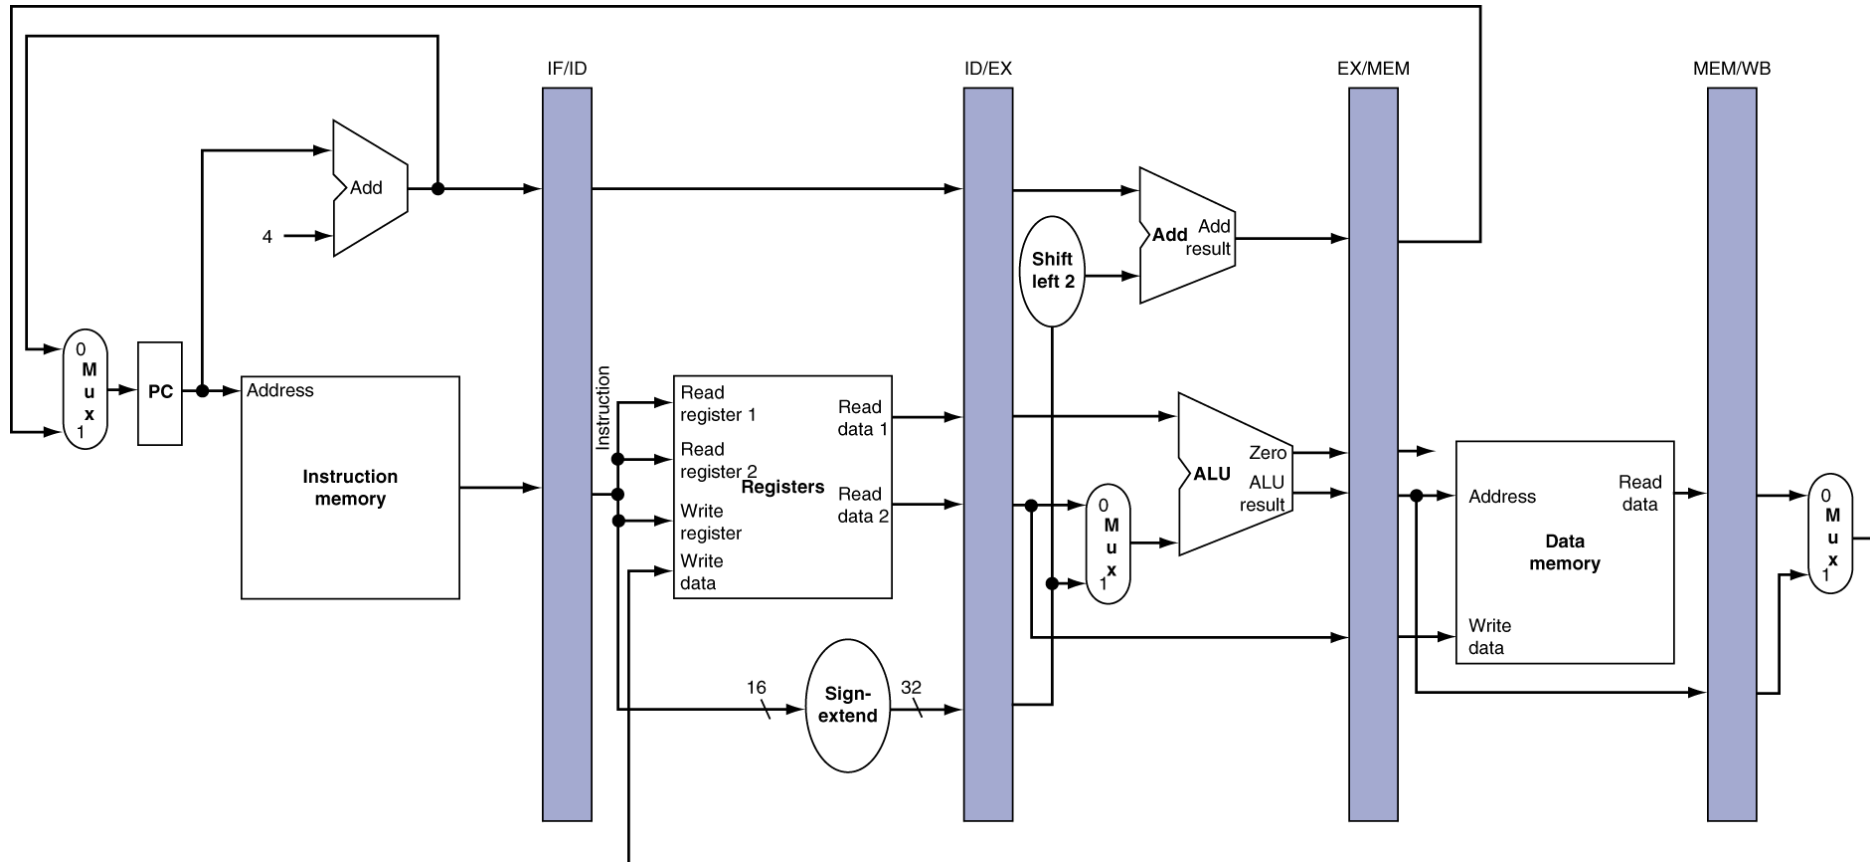 IF/ID
ID/EX
EX/MEM
MEM/WB
Add
4
Add
Add
result
Shift
left 2
0
M
u
x
1
PC
Address
Instruction
memory
Instruction
Read
register 1
Read
register 2
Write
register
Write
data
Registers
Read
data 1
Read
data 2
16
Sign-
extend
32
0
M
u
x
1
ALU
Zero
ALU
result
Address
Read
data
Data
memory
Write
data
0
M
u
x
1